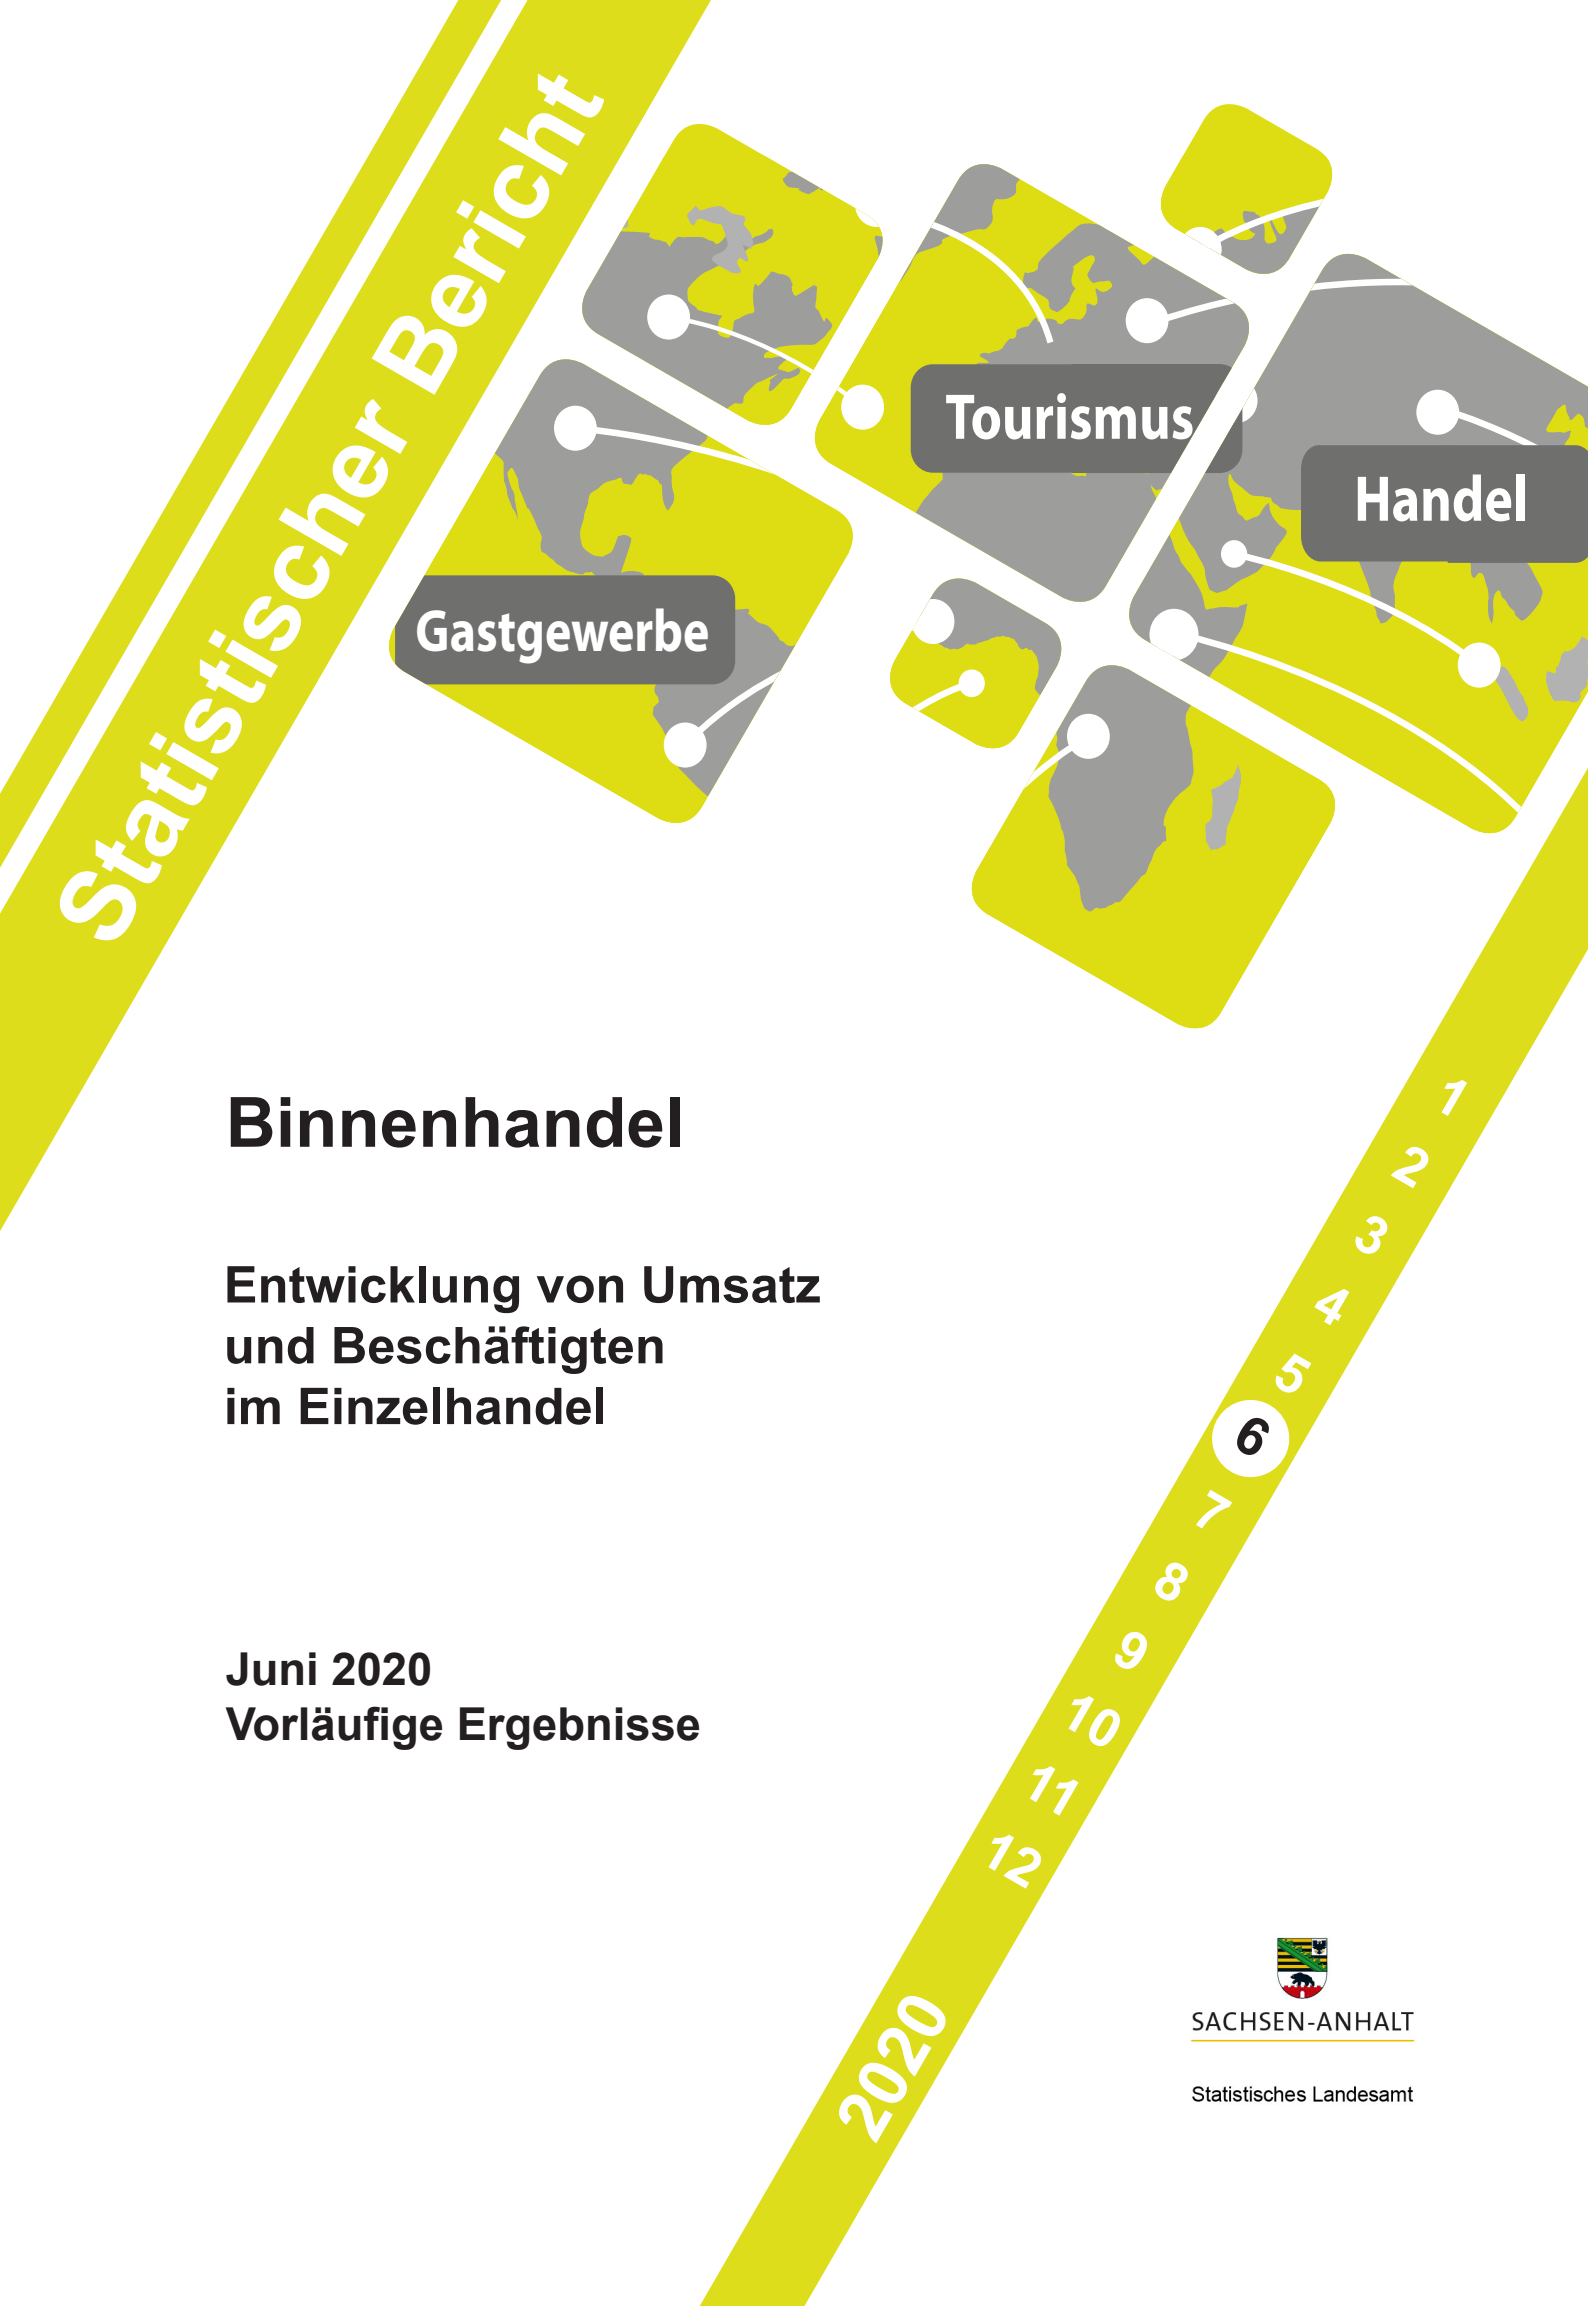 Statistischer Bericht
Tourismus
Handel
Gastgewerbe
Binnenhandel
Entwicklung von Umsatz
und Beschäftigten
im Einzelhandel
Juni 2020
Vorläufige Ergebnisse
1
2
3
4
5
6
7
8
9
10
11
12
2020
SACHSEN-ANHALT
Statistisches Landesamt